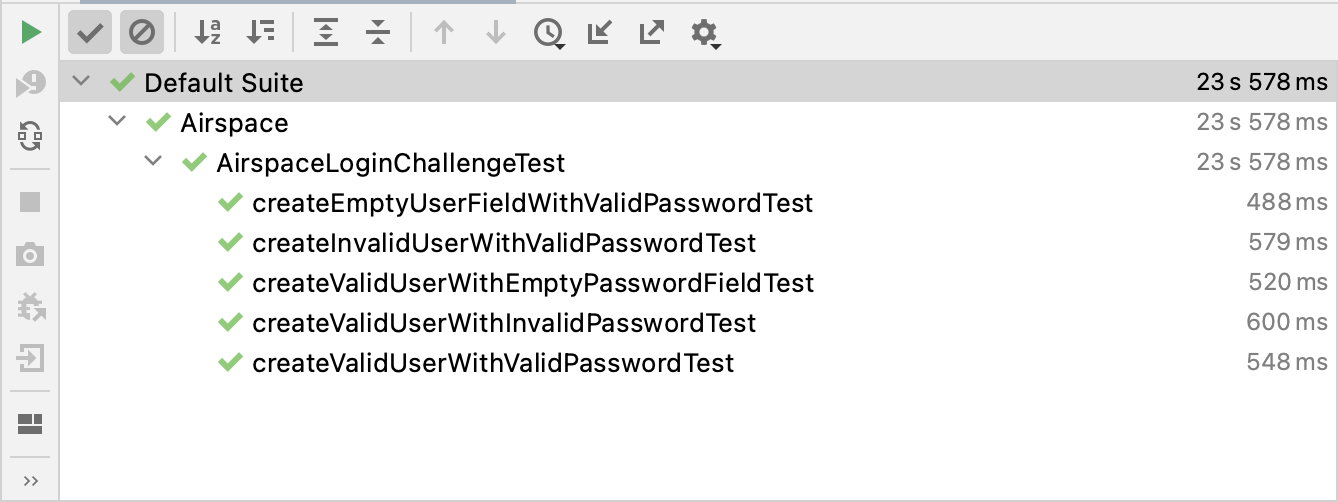 Default Suite 23 s 578 ms
Airspace 23 s 578 ms
AirspaceLoginChallengeTest 23 s 578 ms
createEmptyUserFieldWithValidPasswordTest 488 ms
createInvalidUserWithValidPasswordTest 579 ms
createValidUserWithEmptyPasswordFieldTest 520 ms
createValidUserWithInvalidPasswordTest 600 ms
createValidUserWithValidPasswordTest 548 ms